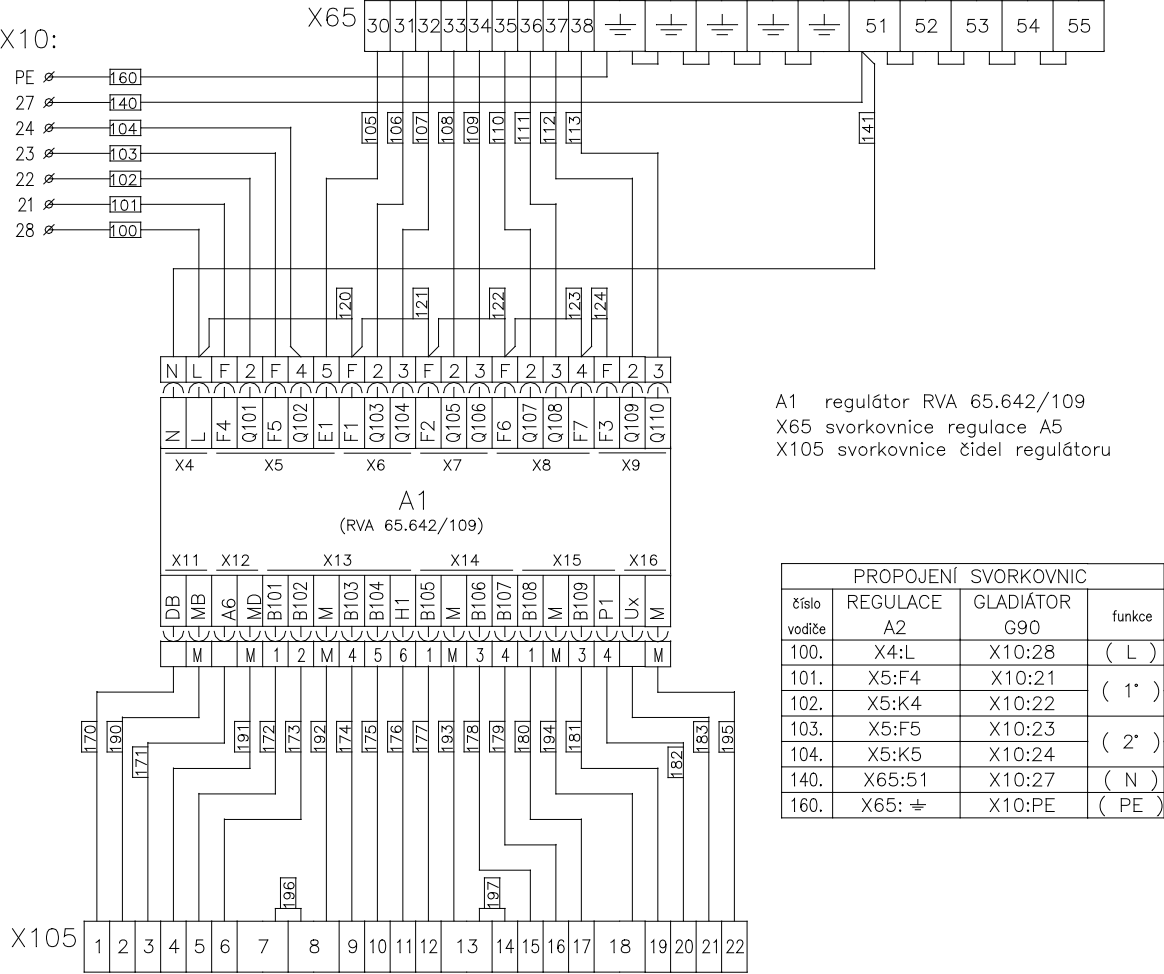 X65 30 31 32 33 34 35 36 37 38 51 52 53 54 55
X10:
PE 160
27 140
24 104
23 103
22 102
21 101
28 100
105 106 107 108 109 110 111 112 113 141
120 121 122 123 124
N L F 2 F 4 5 F 2 3 F 2 3 F 2 3 4 F 2 3
N L F4 Q101 F5 Q102 E1 F1 Q103 Q104 F2 Q105 Q106 F6 Q107 Q108 F7 F3 Q109 Q110
X4 X5 X6 X7 X8 X9
A1
(RVA 65.642/109)
X11 X12 X13 X14 X15 X16
DB MB A6 MD B101 B102 M B103 B104 H1 B105 M B106 B107 B108 M B109 P1 Ux M
M M 1 2 M 4 5 6 1 M 3 4 1 M 3 4 M
170 190 171 191 172 173 192 174 175 176 177 193 178 179 180 194 181 182 183 195
196 197
X105 1 2 3 4 5 6 7 8 9 10 11 12 13 14 15 16 17 18 19 20 21 22
A1 regulátor RVA 65.642/109
X65 svorkovnice regulace A5
X105 svorkovnice čidel regulátoru
PROPOJENÍ SVORKOVNIC
číslo vodiče REGULACE A2 GLADIÁTOR G90 funkce
100. X4:L X10:28 ( L )
101. X5:F4 X10:21 ( 1° )
102. X5:K4 X10:22
103. X5:F5 X10:23 ( 2° )
104. X5:K5 X10:24
140. X65:51 X10:27 ( N )
160. X65: ⏚ X10:PE ( PE )